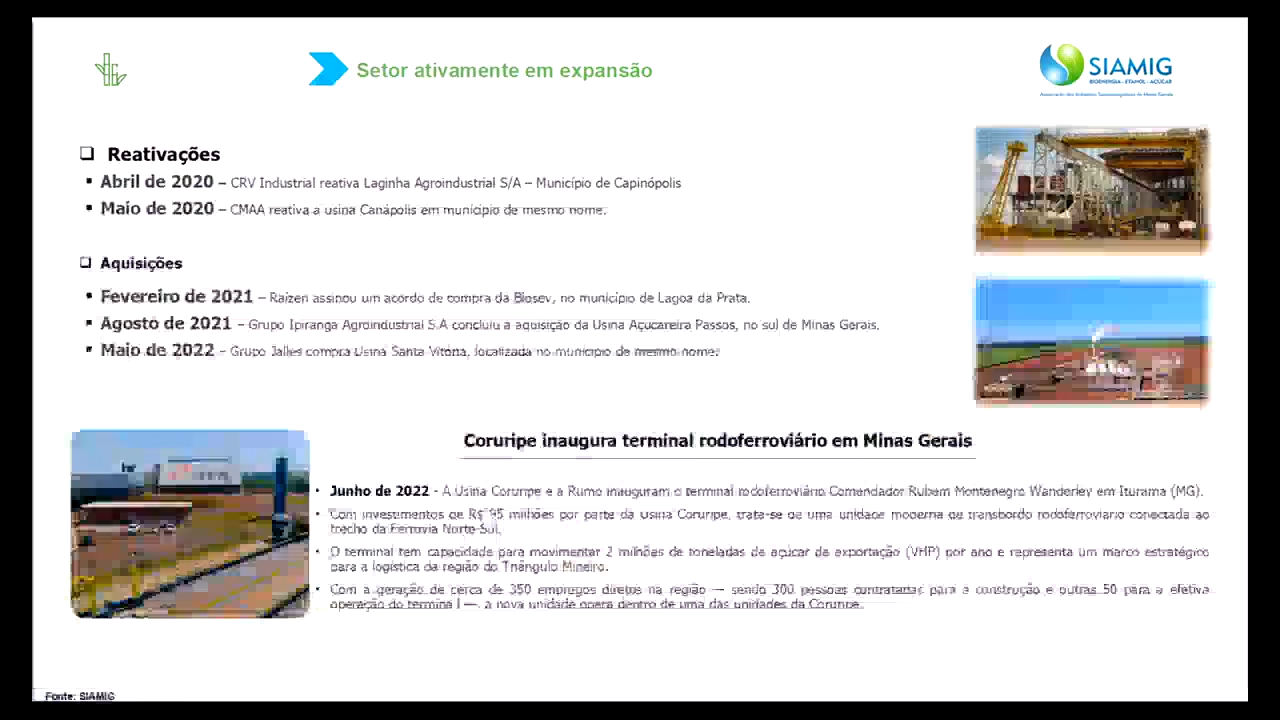 Setor ativamente em expansão
SIAMIG
BIOENERGIA - ETANOL - AÇÚCAR
Associação das Indústrias Sucroenergéticas de Minas Gerais
❑ Reativações
▪ Abril de 2020 – CRV Industrial reativa Laginha Agroindustrial S/A – Município de Capinópolis
▪ Maio de 2020 – CMAA reativa a usina Canápolis em município de mesmo nome.
❑ Aquisições
▪ Fevereiro de 2021 – Raízen assinou um acordo de compra da Biosev, no município de Lagoa da Prata.
▪ Agosto de 2021 – Grupo Ipiranga Agroindustrial S.A concluiu a aquisição da Usina Açucareira Passos, no sul de Minas Gerais.
▪ Maio de 2022 – Grupo Jalles compra Usina Santa Vitória, localizada no município de mesmo nome.
Coruripe inaugura terminal rodoferroviário em Minas Gerais
• Junho de 2022 - A Usina Coruripe e a Rumo inauguram o terminal rodoferroviário Comendador Rubem Montenegro Wanderley em Iturama (MG).
• Com investimentos de R$ 95 milhões por parte da Usina Coruripe, trata-se de uma unidade moderna de transbordo rodoferroviário conectada ao
trecho da Ferrovia Norte-Sul.
• O terminal tem capacidade para movimentar 2 milhões de toneladas de açúcar de exportação (VHP) por ano e representa um marco estratégico
para a logística da região do Triângulo Mineiro.
• Com a geração de cerca de 350 empregos diretos na região — sendo 300 pessoas contratadas para a construção e outras 50 para a efetiva
operação do terminal —, a nova unidade opera dentro de uma das unidades da Coruripe.
Fonte: SIAMIG